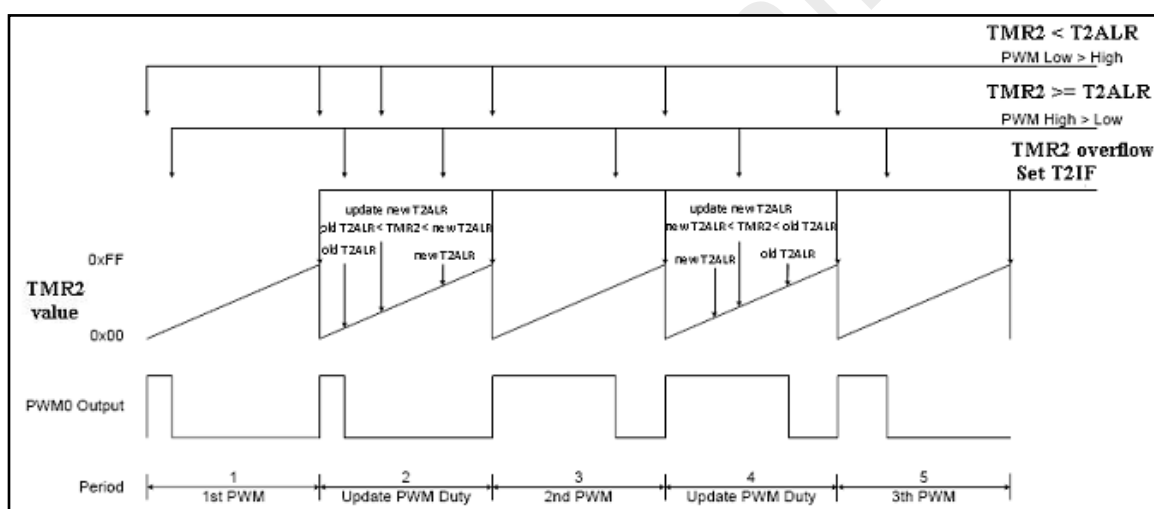 TMR2 < T2ALR
PWM Low > High
TMR2 >= T2ALR
PWM High > Low
TMR2 overflow
Set T2IF
update new T2ALR
old T2ALR < TMR2 < new T2ALR
old T2ALR
new T2ALR
update new T2ALR
new T2ALR < TMR2 < old T2ALR
new T2ALR
old T2ALR
0xFF
TMR2
value
0x00
PWM0 Output
Period
1
2
3
4
5
1st PWM
Update PWM Duty
2nd PWM
Update PWM Duty
3th PWM